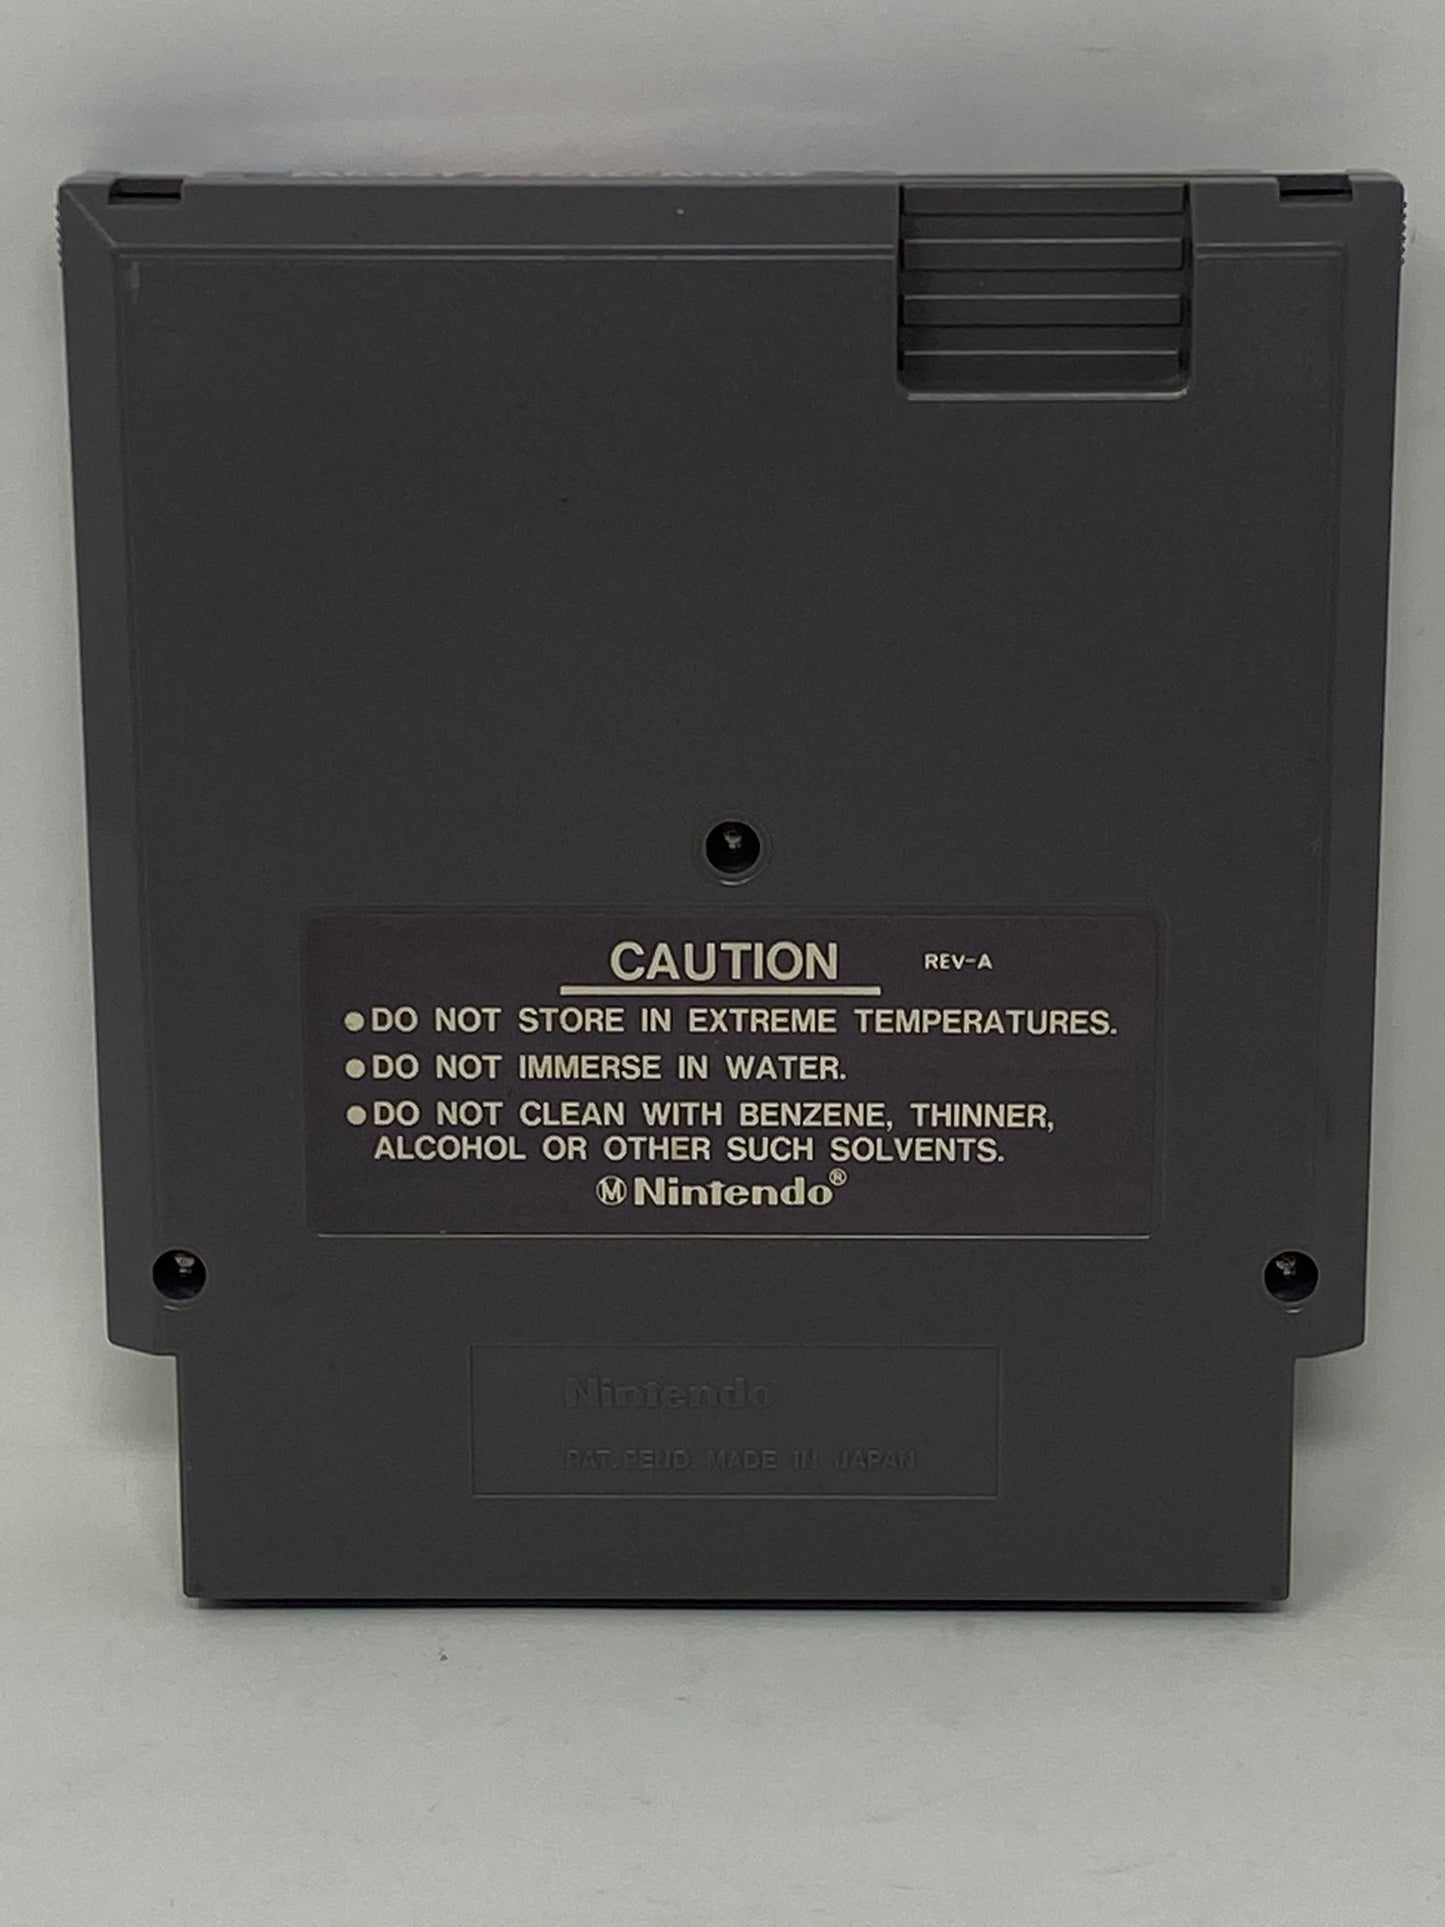 CAUTION REV-A
●DO NOT STORE IN EXTREME TEMPERATURES.
●DO NOT IMMERSE IN WATER.
●DO NOT CLEAN WITH BENZENE, THINNER,
ALCOHOL OR OTHER SUCH SOLVENTS.
Ⓜ Nintendo®
Nintendo
PAT. PEND. MADE IN JAPAN